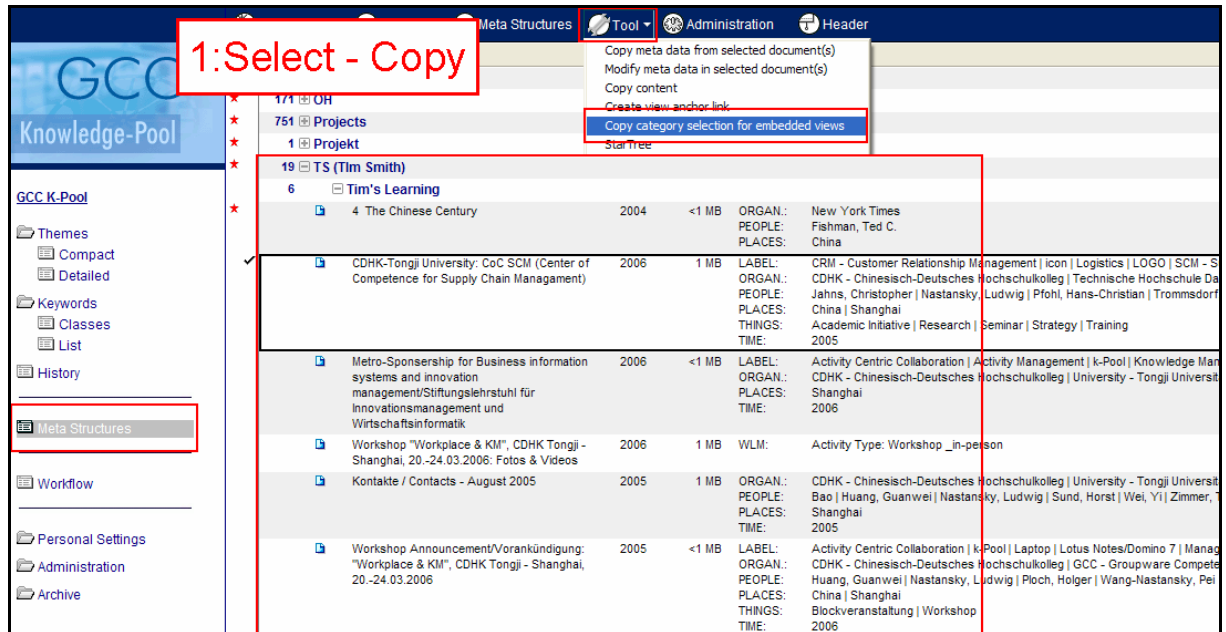 Meta Structures Tool Administration Header
1:Select - Copy
Copy meta data from selected document(s)
Modify meta data in selected document(s)
Copy content
Create view anchor link
Copy category selection for embedded views
StarTree
GCC
Knowledge-Pool
GCC K-Pool
Themes
Compact
Detailed
Keywords
Classes
List
History
Meta Structures
Workflow
Personal Settings
Administration
Archive
171 OH
751 Projects
1 Projekt
19 TS (TIm Smith)
6 Tim's Learning
4 The Chinese Century 2004 <1 MB ORGAN.: New York Times
PEOPLE: Fishman, Ted C.
PLACES: China
CDHK-Tongji University: CoC SCM (Center of 2006 1 MB LABEL: CRM - Customer Relationship Management | icon | Logistics | LOGO | SCM - S
Competence for Supply Chain Managament) ORGAN.: CDHK - Chinesisch-Deutsches Hochschulkolleg | Technische Hochschule Da
PEOPLE: Jahns, Christopher | Nastansky, Ludwig | Pfohl, Hans-Christian | Trommsdorf
PLACES: China | Shanghai
THINGS: Academic Initiative | Research | Seminar | Strategy | Training
TIME: 2005
Metro-Sponsership for Business information 2006 <1 MB LABEL: Activity Centric Collaboration | Activity Management | k-Pool | Knowledge Man
systems and innovation ORGAN.: CDHK - Chinesisch-Deutsches Hochschulkolleg | University - Tongji Universit
management/Stiftungslehrstuhl für PLACES: Shanghai
Innovationsmanagement und TIME: 2006
Wirtschaftsinformatik
Workshop "Workplace & KM", CDHK Tongji - 2006 1 MB WLM: Activity Type: Workshop _in-person
Shanghai, 20.-24.03.2006: Fotos & Videos
Kontakte / Contacts - August 2005 2005 1 MB ORGAN.: CDHK - Chinesisch-Deutsches Hochschulkolleg | University - Tongji Universit
PEOPLE: Bao | Huang, Guanwei | Nastansky, Ludwig | Sund, Horst | Wei, Yi | Zimmer, T
PLACES: Shanghai
TIME: 2005
Workshop Announcement/Vorankündigung: 2005 <1 MB LABEL: Activity Centric Collaboration | k-Pool | Laptop | Lotus Notes/Domino 7 | Manag
"Workplace & KM", CDHK Tongji - Shanghai, ORGAN.: CDHK - Chinesisch-Deutsches Hochschulkolleg | GCC - Groupware Compete
20.-24.03.2006 PEOPLE: Huang, Guanwei | Nastansky, Ludwig | Ploch, Holger | Wang-Nastansky, Pei
PLACES: China | Shanghai
THINGS: Blockveranstaltung | Workshop
TIME: 2006